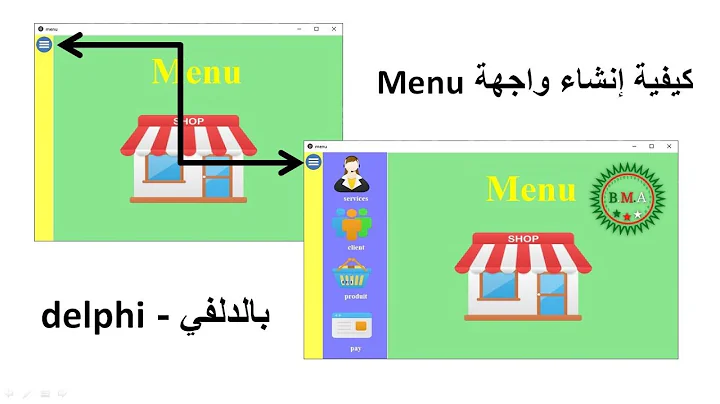 menu
Menu
SHOP
كيفية إنشاء واجهة Menu
menu
services
client
produit
pay
Menu
B M.A
SHOP
بالدلفي - delphi